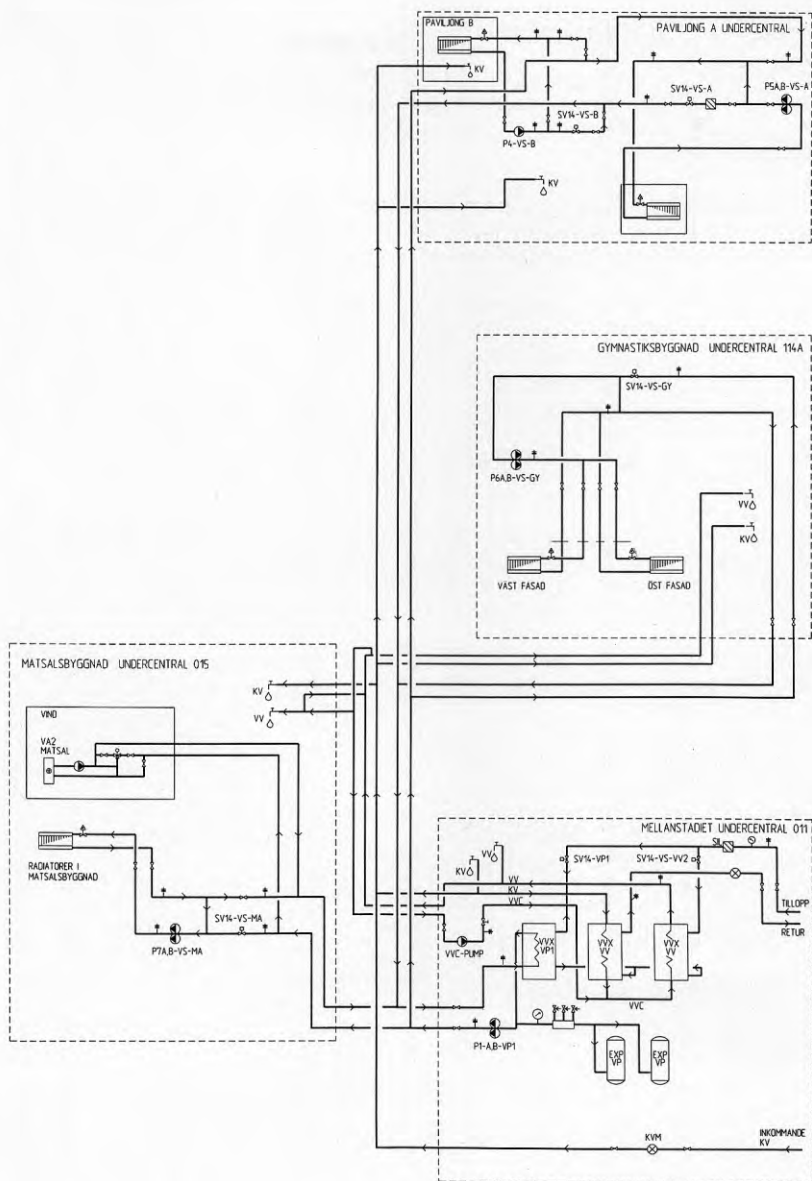 PAVILJONG B
KV
PAVILJONG A UNDERCENTRAL
SV14-VS-A
P5A,B-VS-A
SV14-VS-B
P4-VS-B
KV
GYMNASTIKSBYGGNAD UNDERCENTRAL 114A
SV14-VS-GY
P6A,B-VS-GY
VV
KV
VÄST FASAD
ÖST FASAD
MATSALSBYGGNAD UNDERCENTRAL 015
KV
VV
VIND
VA2
MATSAL
RADIATORER I
MATSALSBYGGNAD
SV14-VS-MA
P7A,B-VS-MA
MELLANSTADIET UNDERCENTRAL 011
SIL
VV
KV
SV14-VP1
SV14-VS-VV2
VV
KV
VVC
TILLOPP
RETUR
VVC-PUMP
VVX
VP1
VVX
VV
VVX
VV
VVC
P1-A,B-VP1
EXP
VP
EXP
VP
KVM
INKOMMANDE
KV